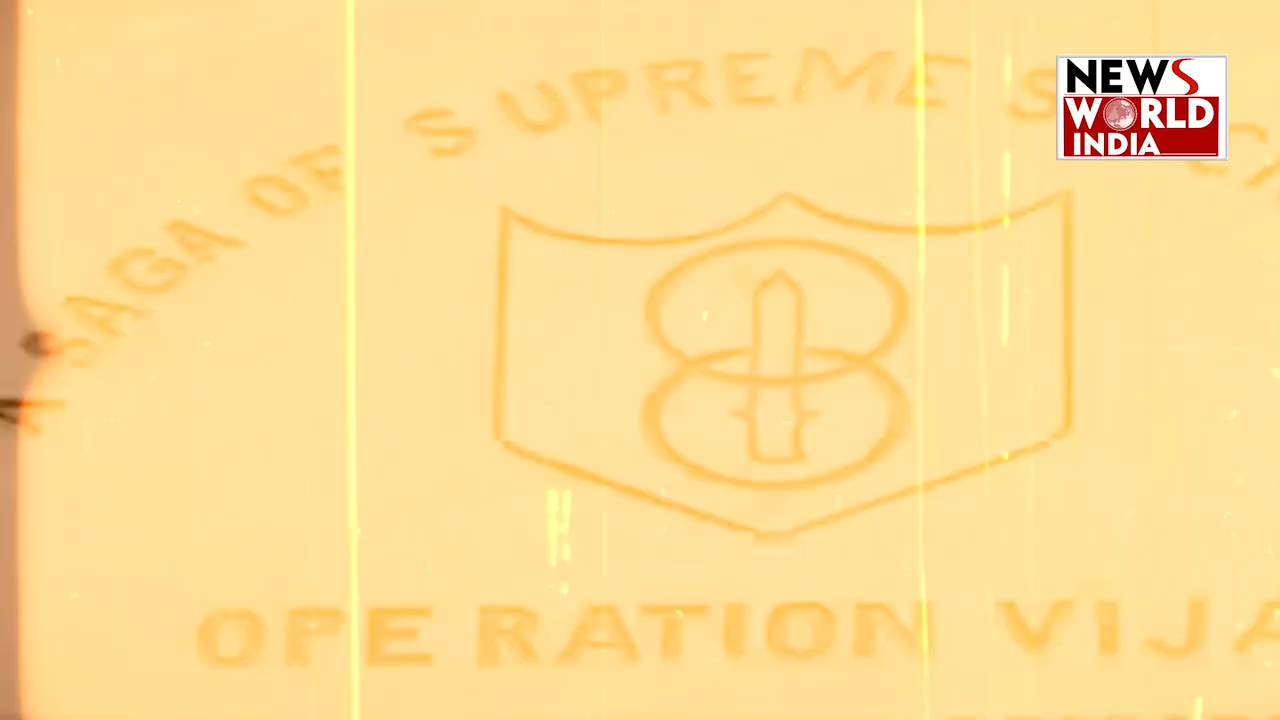 A SAGA OF SUPREME S
OPERATION VIJA
NEWS
WORLD
INDIA